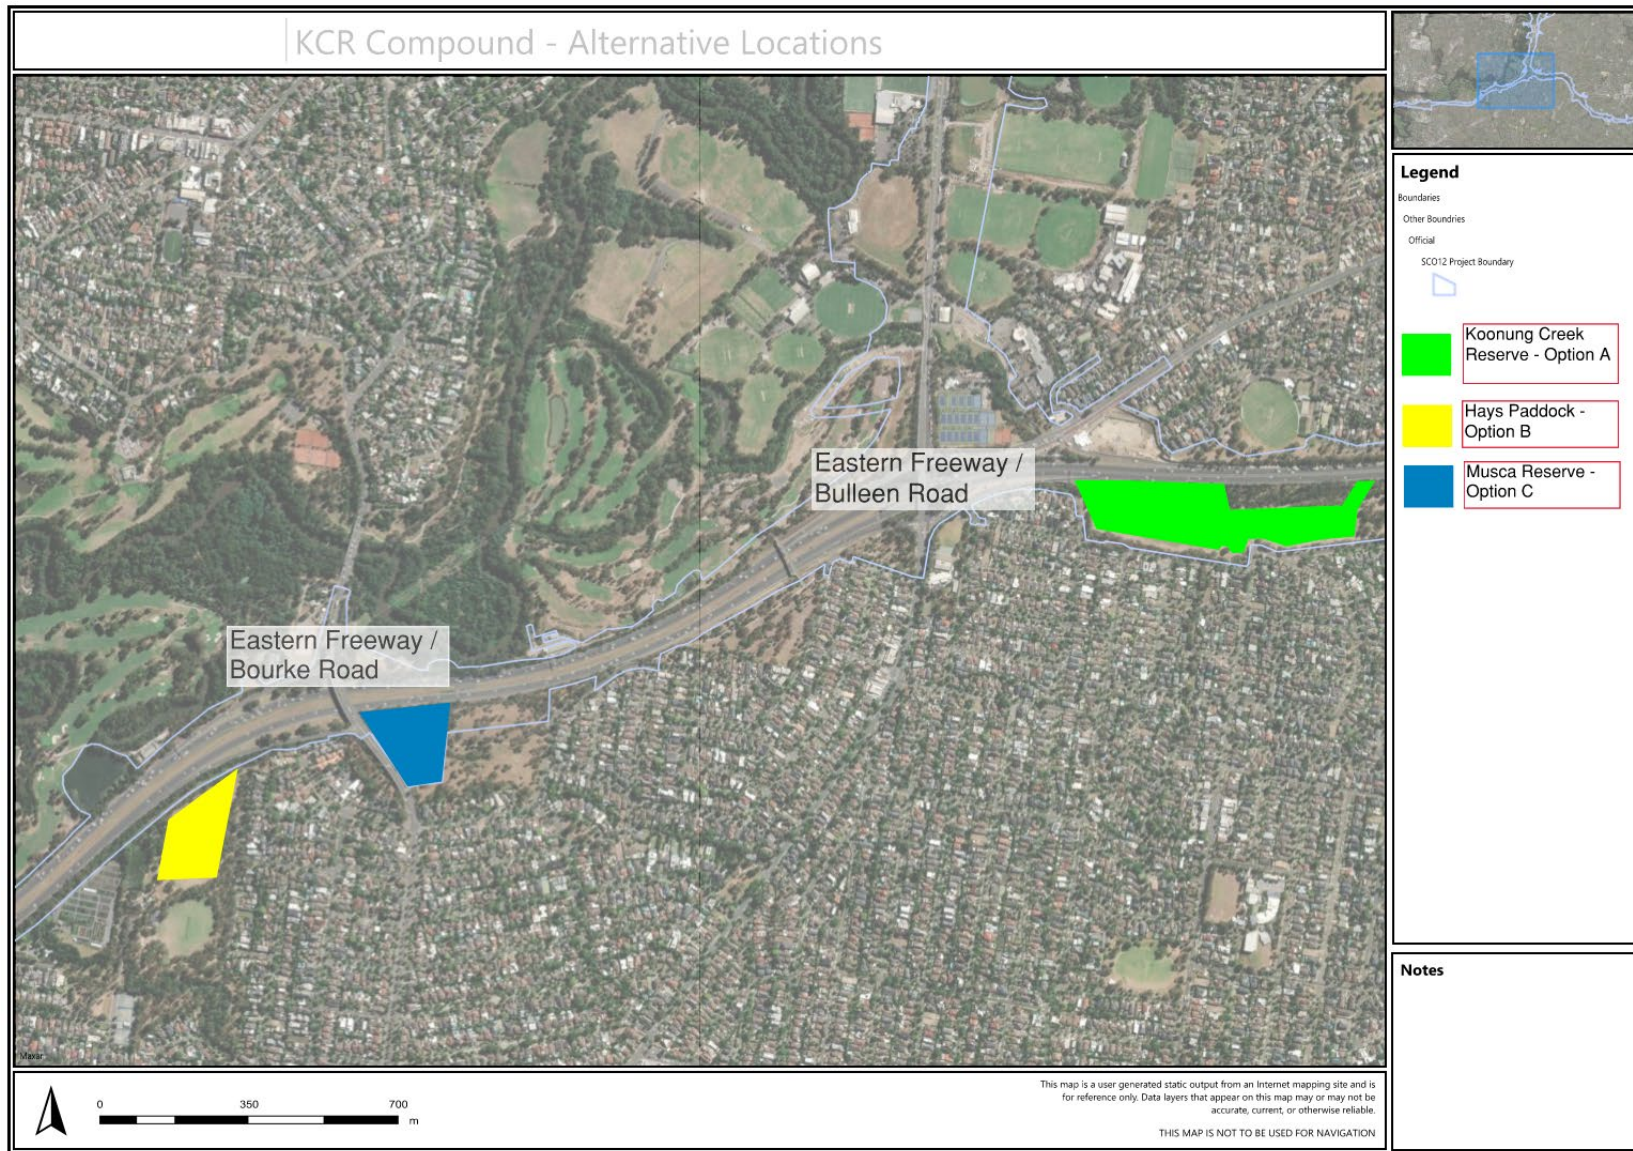 KCR Compound - Alternative Locations
Eastern Freeway /
Bulleen Road
Eastern Freeway /
Bourke Road
Maxar
Legend
Boundaries
Other Boundries
Official
SCO12 Project Boundary
Koonung Creek
Reserve - Option A
Hays Paddock -
Option B
Musca Reserve -
Option C
Notes
0 350 700
m
This map is a user generated static output from an Internet mapping site and is
for reference only. Data layers that appear on this map may or may not be
accurate, current, or otherwise reliable.
THIS MAP IS NOT TO BE USED FOR NAVIGATION